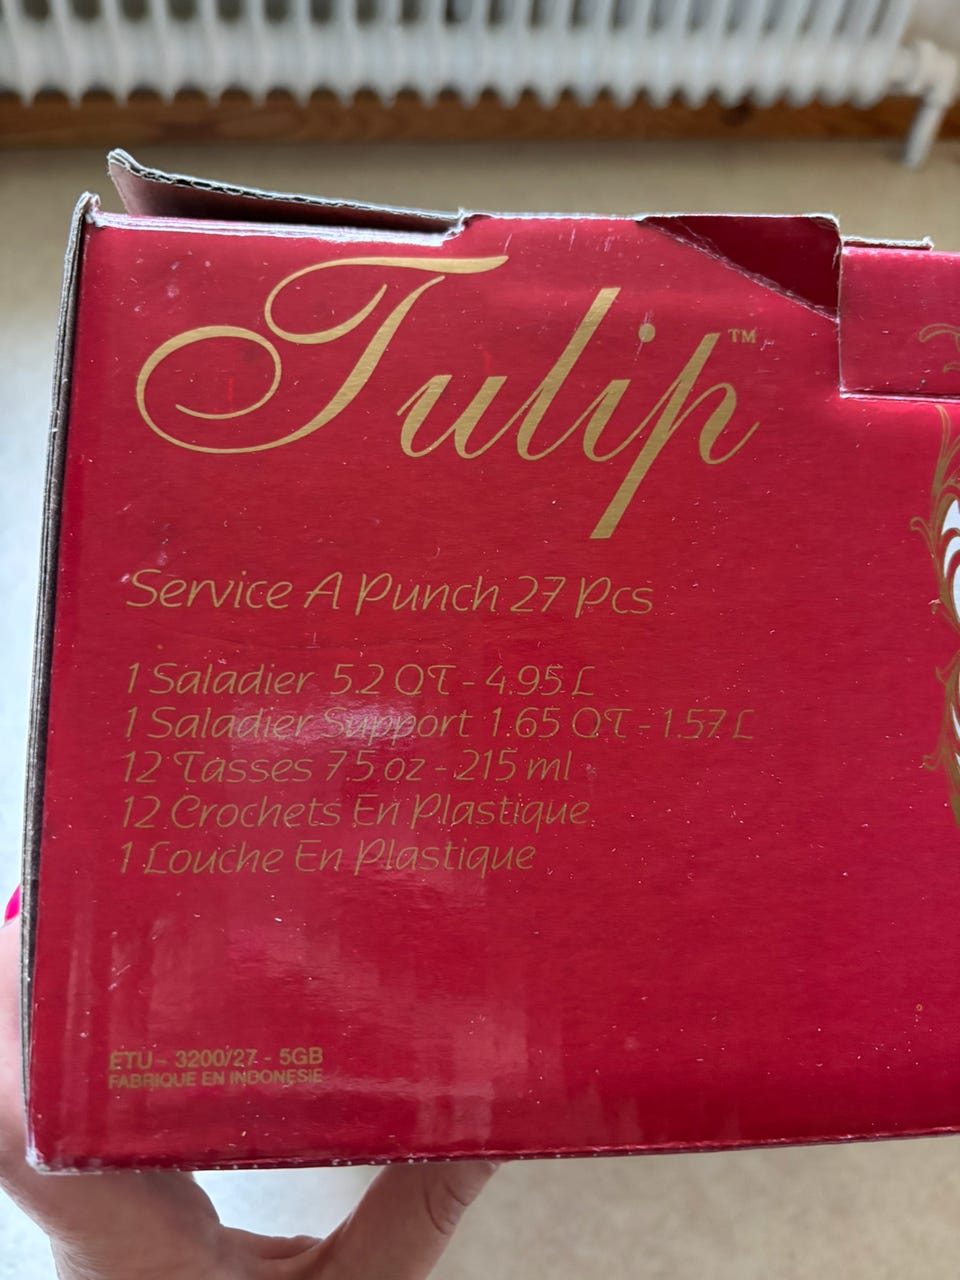 Tulip™
Service A Punch 27 Pcs
1 Saladier 5.2 QT - 4.95 L
1 Saladier Support 1.65 QT - 1.57 L
12 Tasses 7.5 oz - 215 ml
12 Crochets En Plastique
1 Louche En Plastique
ETU - 3200/27 - 5GB
FABRIQUE EN INDONESIE